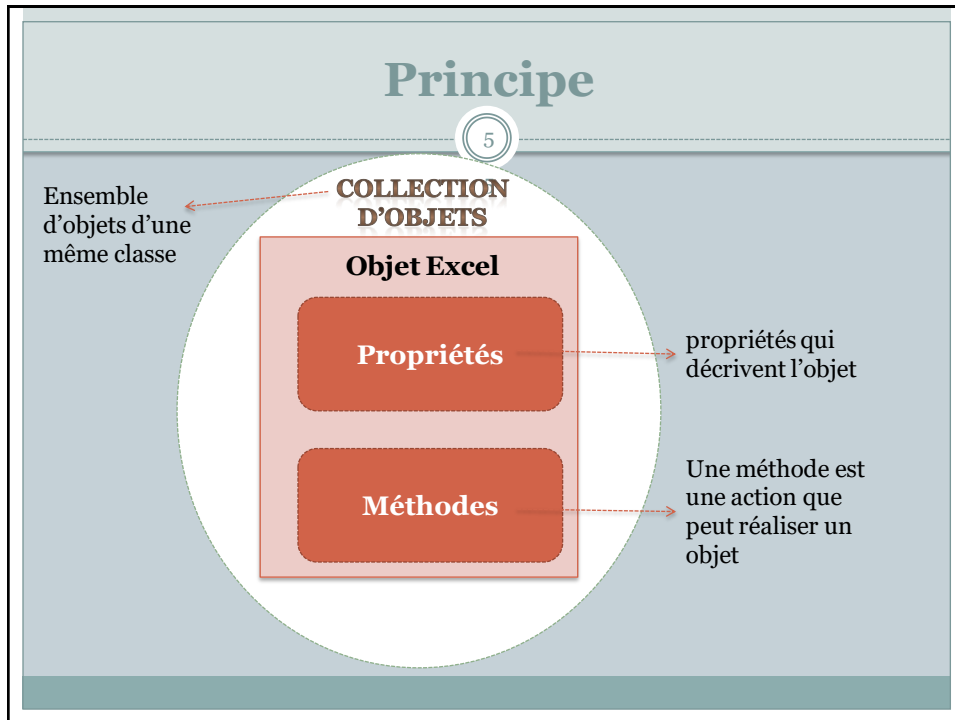 Principe
5
Ensemble
d’objets d’une
même classe
COLLECTION
D’OBJETS
Objet Excel
Propriétés
propriétés qui
décrivent l’objet
Méthodes
Une méthode est
une action que
peut réaliser un
objet